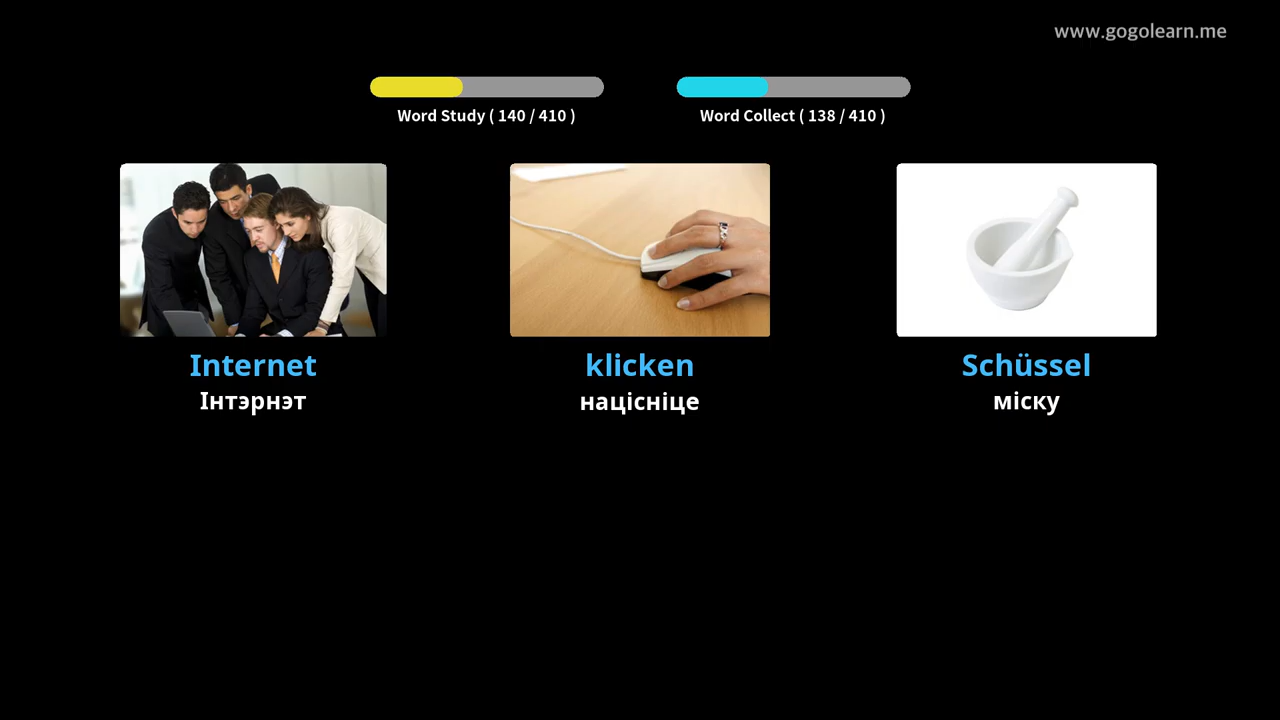 www.gogolearn.me
Word Study ( 140 / 410 )
Word Collect ( 138 / 410 )
Internet
Інтэрнэт
klicken
націсніце
Schüssel
міску